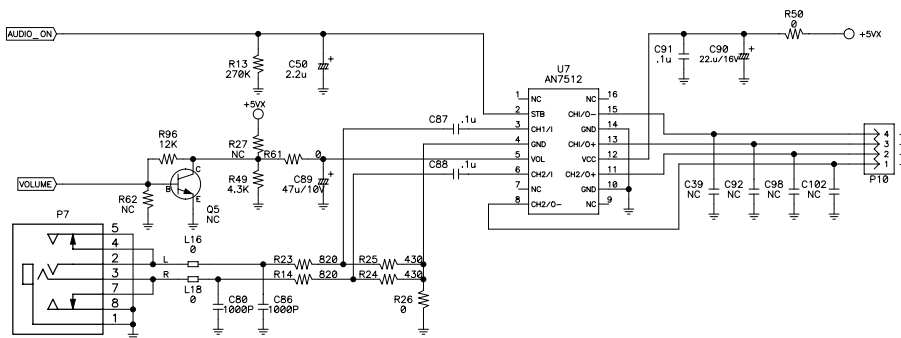 R50
0
+5VX
AUDIO_ON
C91
.1u
C90
22.u/16V
R13
270K
C50
2.2u
U7
AN7512
1 NC NC 16
2 STB CH1/O- 15
3 CH1/I GND 14
4 GND CH1/O+ 13
5 VOL VCC 12
6 CH2/I CH2/O+ 11
7 NC GND 10
8 CH2/O- NC 9
+5VX
C87 .1u
R96
12K
R27
NC
R61 0
C88 .1u
4
3
2
1
P10
VOLUME
B C E
Q5
NC
R62
NC
R49
4.3K
C89
47u/10V
C39
NC
C92
NC
C98
NC
C102
NC
P7
5
4
2
3
7
8
1
L16
0
L
R
L18
0
R23 820 R25 430
R14 820 R24 430
C80
1000P
C86
1000P
R26
0